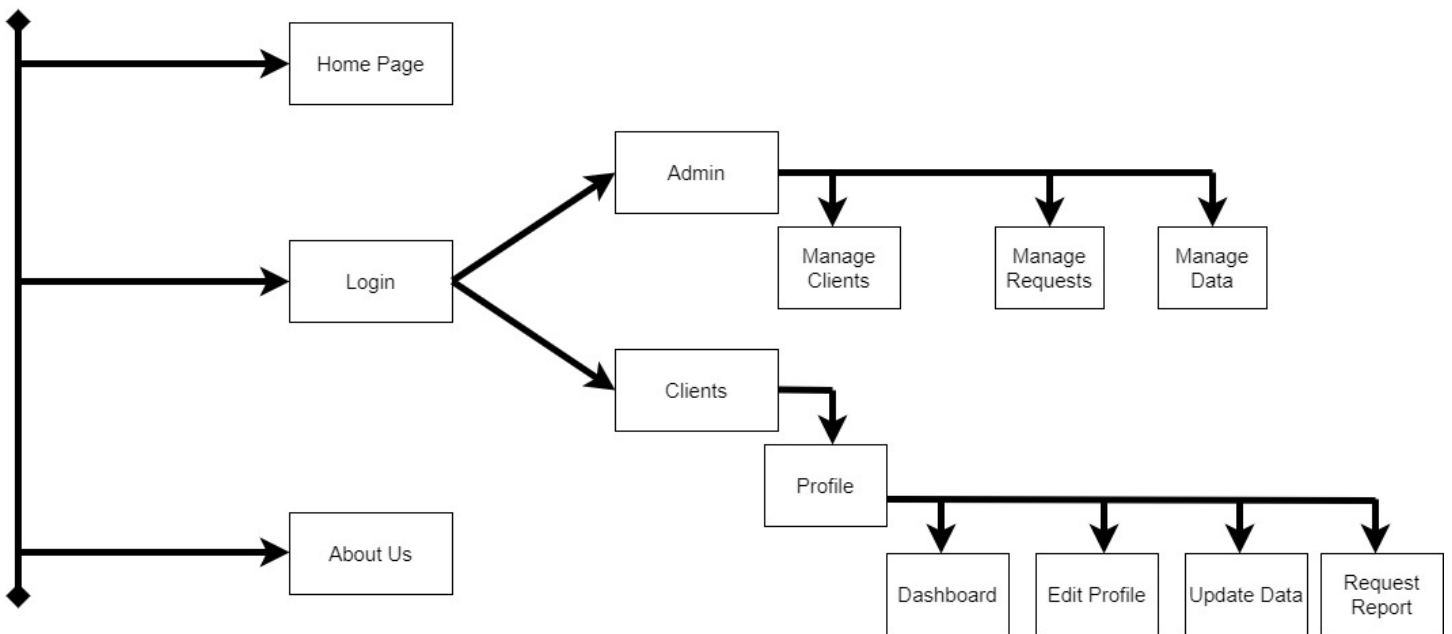 Home Page
Admin
Manage
Clients
Manage
Requests
Manage
Data
Login
Clients
Profile
About Us
Dashboard
Edit Profile
Update Data
Request
Report